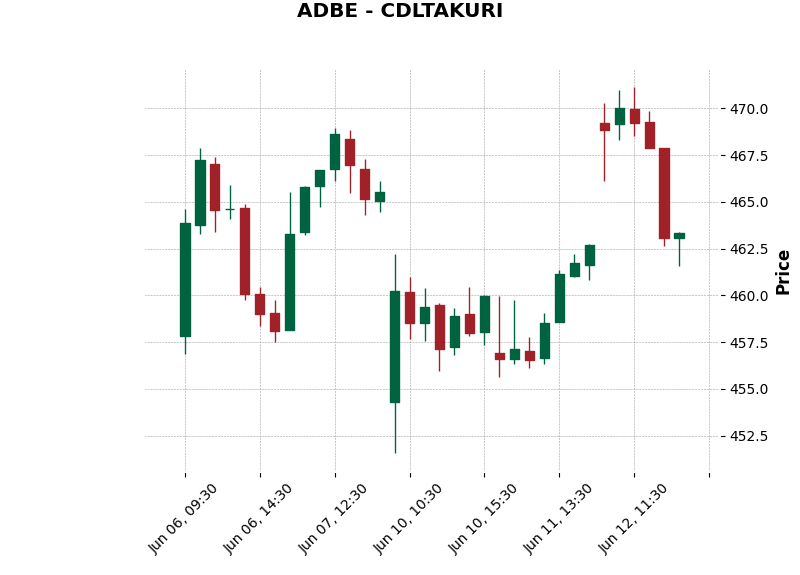 ADBE - CDLTAKURI
470.0
467.5
465.0
462.5
460.0
457.5
455.0
452.5
Price
Jun 06, 09:30
Jun 06, 14:30
Jun 07, 12:30
Jun 10, 10:30
Jun 10, 15:30
Jun 11, 13:30
Jun 12, 11:30